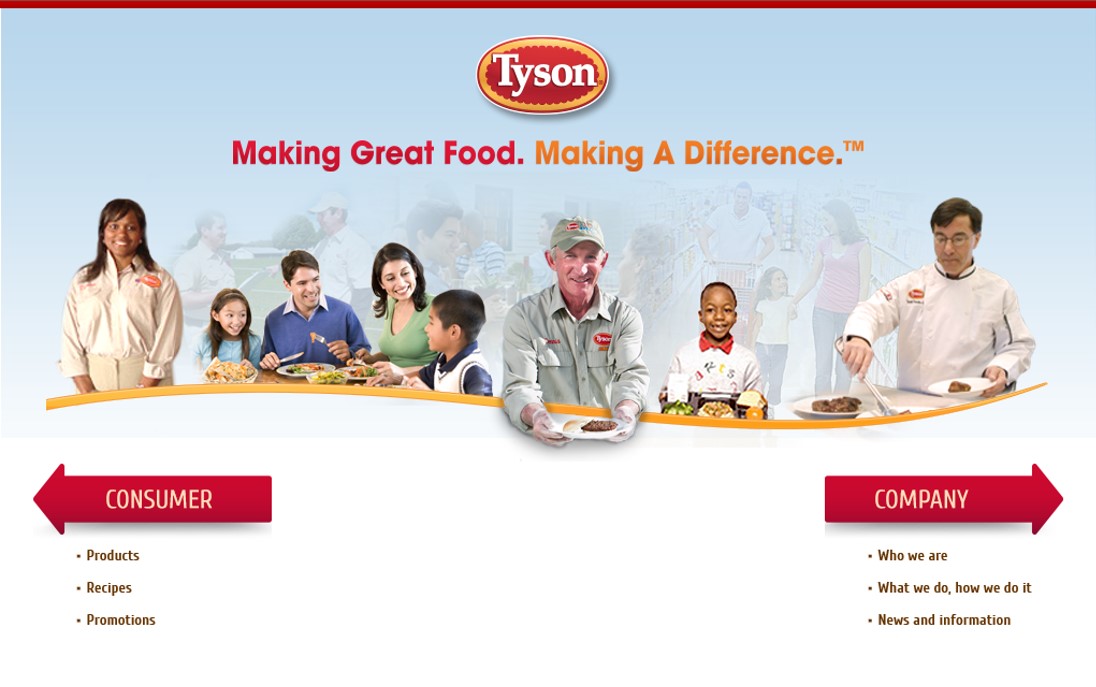 Tyson
Making Great Food. Making A Difference.™
CONSUMER
▪ Products
▪ Recipes
▪ Promotions
COMPANY
▪ Who we are
▪ What we do, how we do it
▪ News and information